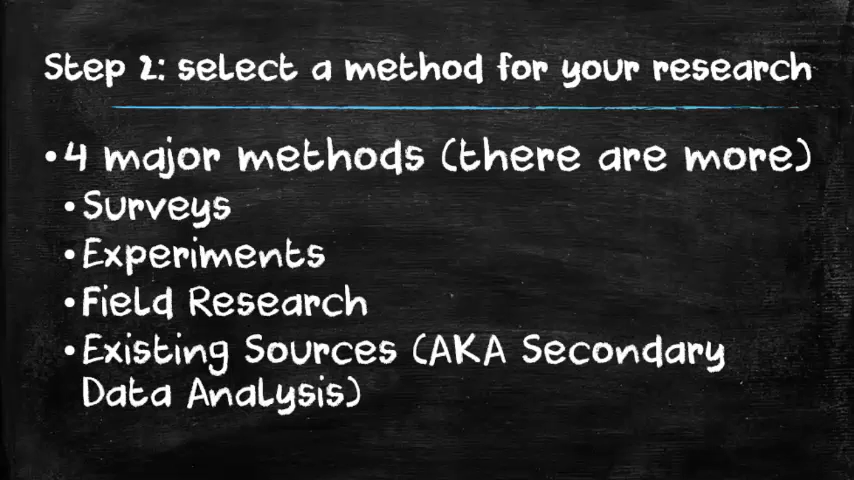 Step 2: select a method for your research
•4 major methods (there are more)
•Surveys
•Experiments
•Field Research
•Existing Sources (AKA Secondary
Data Analysis)